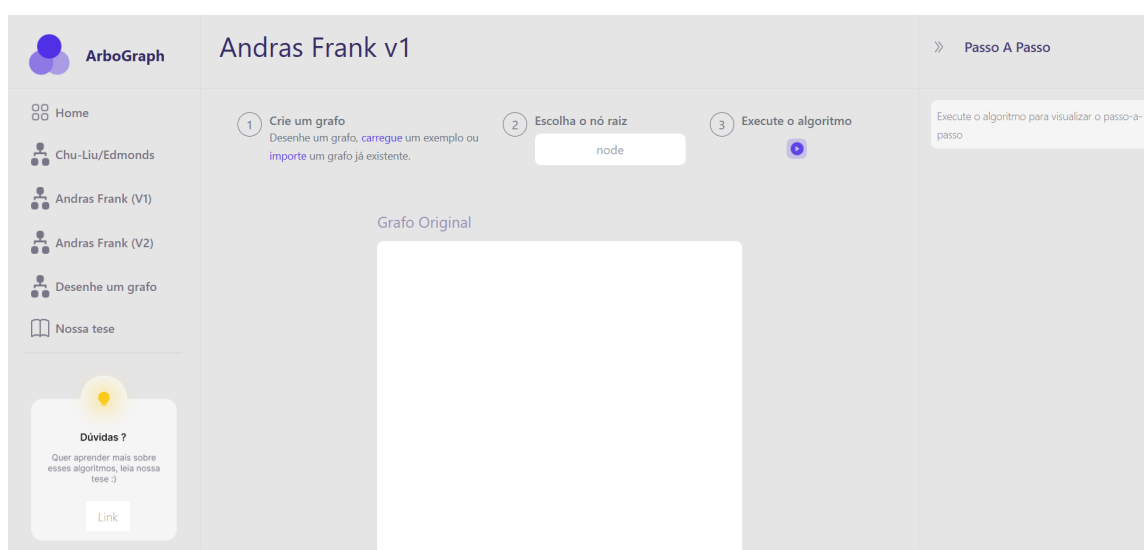 ArboGraph
Home
Chu-Liu/Edmonds
Andras Frank (V1)
Andras Frank (V2)
Desenhe um grafo
Nossa tese
Dúvidas ?
Quer aprender mais sobre
esses algoritmos, leia nossa
tese :)
Link
Andras Frank v1
1
Crie um grafo
Desenhe um grafo, carregue um exemplo ou
importe um grafo já existente.
2
Escolha o nó raiz
node
3
Execute o algoritmo
Grafo Original
Passo A Passo
Execute o algoritmo para visualizar o passo-a-
passo